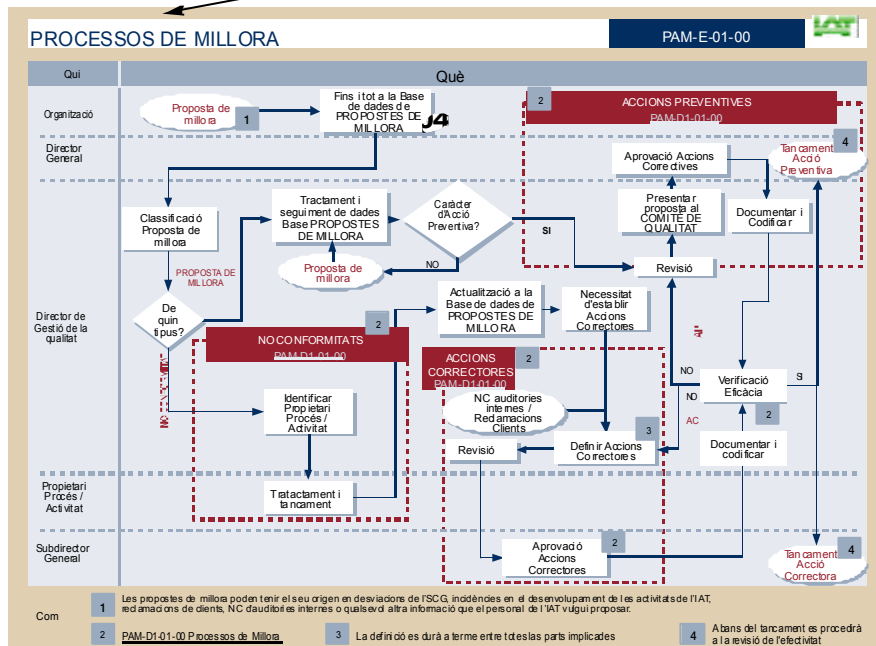 PROCESSOS DE MILLORA
PAM-E-01-00
IAT
Qui
Què
Organització
Proposta de
millora
1
Fins i tot a la Base
de dades de
PROPOSTES DE
MILLORA
2
ACCIONS PREVENTIVES
PAM-D1-01-00
Director
General
Aprovació Accions
Correctives
Tancament
Acció
Preventiva
4
Classificació
Proposta de
millora
Tractament i
seguiment de dades
Base PROPOSTES
DE MILLORA
Caràcter
d'Acció
Preventiva?
SI
NO
Proposta de
millora
Presentar
proposta al
COMITÈ DE
QUALITAT
Documentar i
Codificar
Revisió
PROPOSTA DE
MILLORA
Director de
Gestió de la
qualitat
De
quin
tipus?
NO CONFORMITAT
NO CONFORMITATS
PAM-D1-01-00
2
Actualització a la
Base de dades de
PROPOSTES DE
MILLORA
Necessitat
d'establir
Accions
Correctores
AP
ACCIONS
CORRECTORES
PAM-D1-01-00
2
NO
NO
AC
SI
Verificació
Eficàcia
2
Identificar
Propietari
Procés /
Activitat
NC auditories
internes /
Reclamacions
Clients
Revisió
Definir Accions
Correctores
3
Documentar i
codificar
Propietari
Procés /
Activitat
Tratactament i
tancament
Subdirector
General
Aprovació
Accions
Correctores
2
Tancament
Acció
Correctora
4
Com
1
Les propostes de millora poden tenir el seu origen en desviacions de l'SCG, incidències en el desenvolupament de les activitats de l'IAT,
reclamacions de clients, NC d'auditories internes o qualsevol altra informació que el personal de l'IAT vulgui proposar.
2
PAM-D1-01-00 Processos de Millora
3
La definició es durà a terme entre totes las parts implicades
4
Abans del tancament es procedirà
a la revisió de l'efectivitat